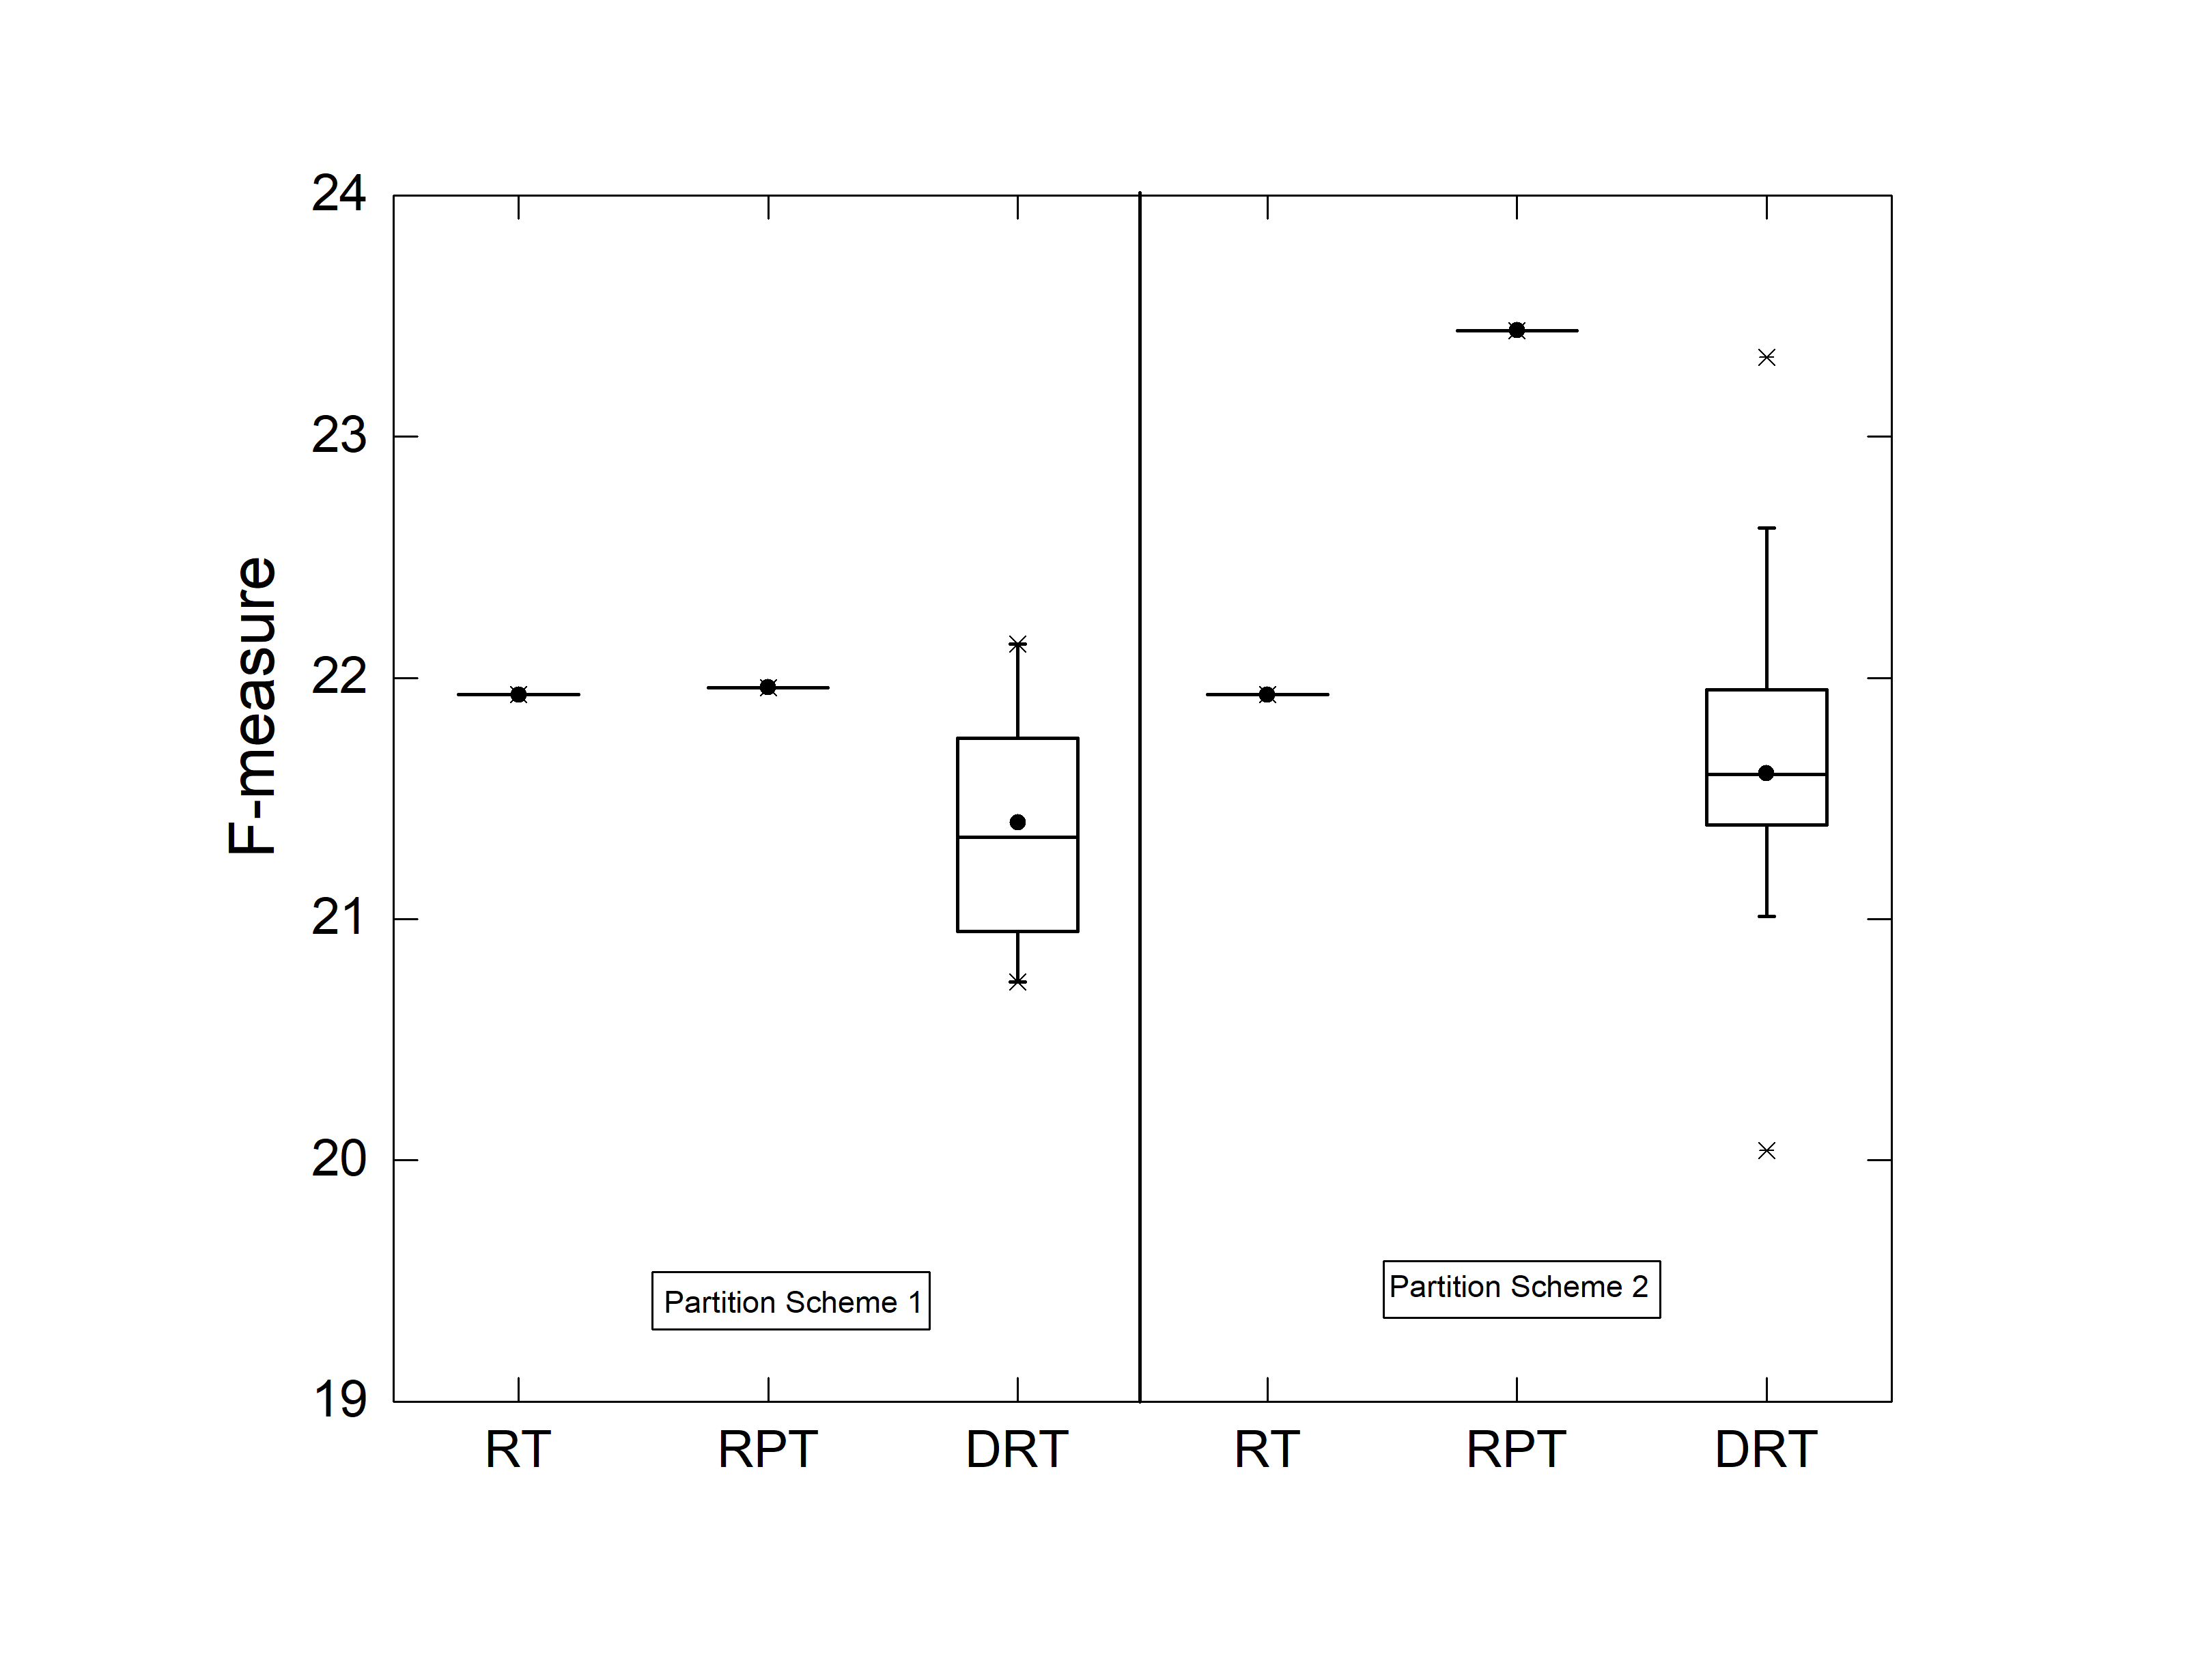 F-measure
24
23
22
21
20
19
Partition Scheme 1
Partition Scheme 2
RT RPT DRT RT RPT DRT